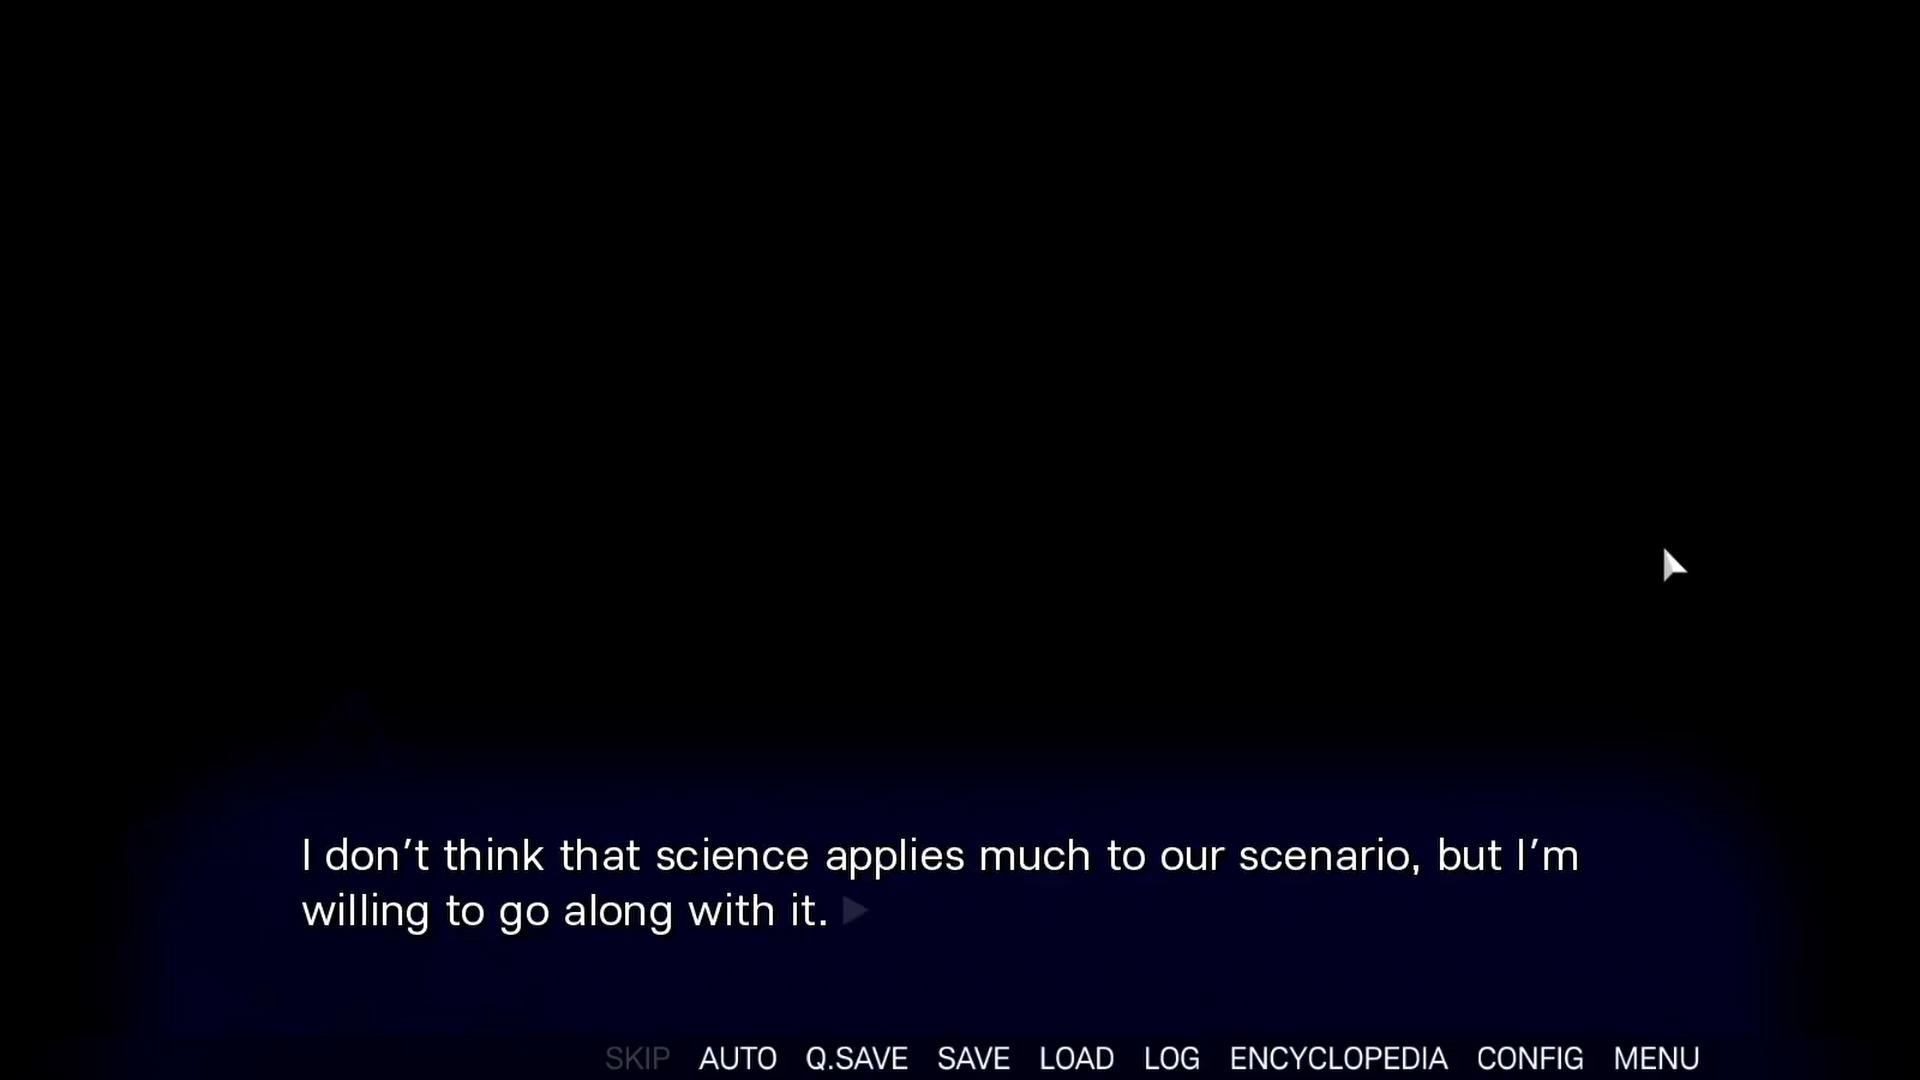 I don’t think that science applies much to our scenario, but I’m
willing to go along with it.
SKIP AUTO Q.SAVE SAVE LOAD LOG ENCYCLOPEDIA CONFIG MENU